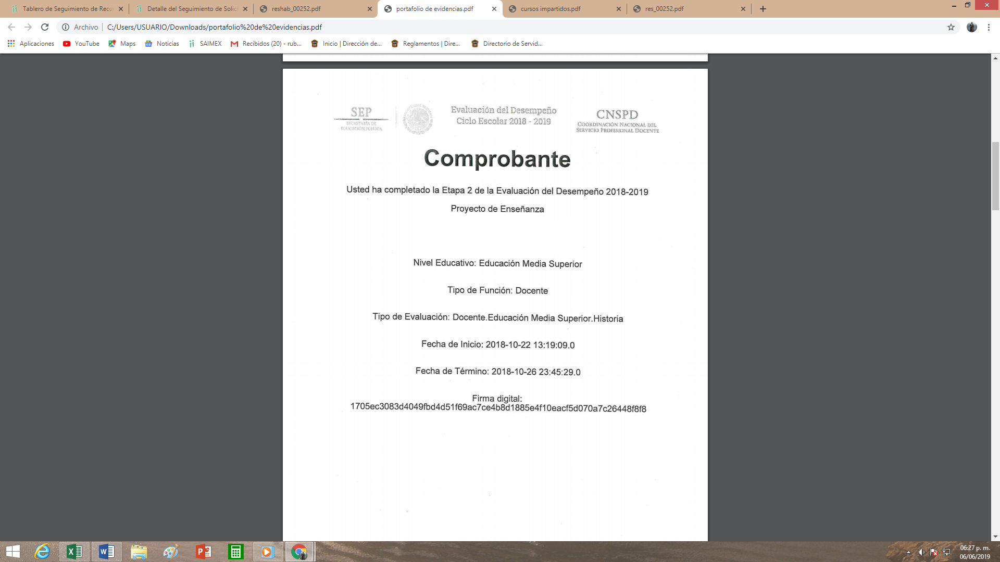 Tablero de Seguimiento de Recu
Detalle del Seguimiento de Solic
reshab_00252.pdf
portafolio de evidencias.pdf
cursos impartidos.pdf
res_00252.pdf
Archivo
C:/Users/USUARIO/Downloads/portafolio%20de%20evidencias.pdf
Aplicaciones
YouTube
Maps
Noticias
SAIMEX
Recibidos (20) - rub...
Inicio | Dirección de...
Reglamentos | Dire...
Directorio de Servid...
SEP
SECRETARÍA DE
EDUCACIÓN PÚBLICA
Evaluación del Desempeño
Ciclo Escolar 2018 - 2019
CNSPD
COORDINACIÓN NACIONAL DEL
SERVICIO PROFESIONAL DOCENTE
Comprobante
Usted ha completado la Etapa 2 de la Evaluación del Desempeño 2018-2019
Proyecto de Enseñanza
Nivel Educativo: Educación Media Superior
Tipo de Función: Docente
Tipo de Evaluación: Docente.Educación Media Superior.Historia
Fecha de Inicio: 2018-10-22 13:19:09.0
Fecha de Término: 2018-10-26 23:45:29.0
Firma digital:
1705ec3083d4049fbd4d51f69ac7ce4b8d1885e4f10eacf5d070a7c26448f8f8
06:27 p. m.
06/06/2019